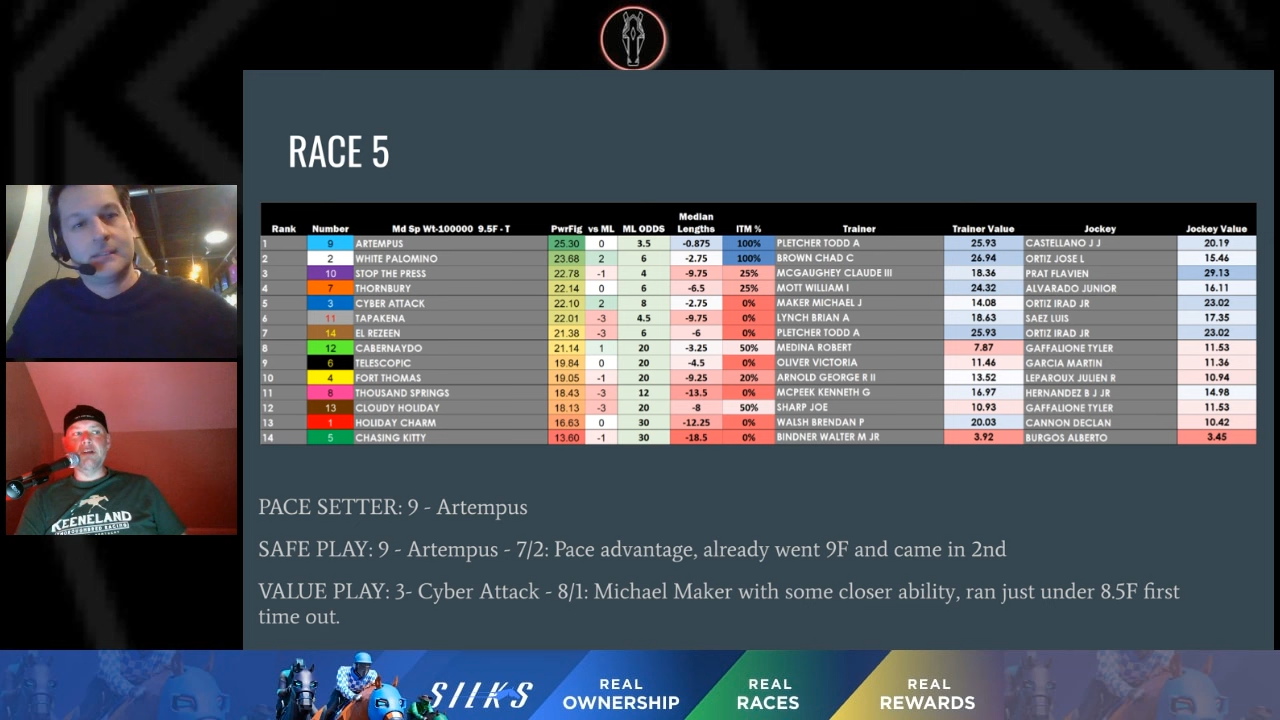 RACE 5
Median
Rank Number Md Sp Wt-100000 9.5F - T PwrFig vs ML ML ODDS Lengths ITM % Trainer Trainer Value Jockey Jockey Value
1 9 ARTEMPUS 25.30 0 3.5 -0.875 100% PLETCHER TODD A 25.93 CASTELLANO J J 20.19
2 2 WHITE PALOMINO 23.68 2 6 -2.75 100% BROWN CHAD C 26.94 ORTIZ JOSE L 15.46
3 10 STOP THE PRESS 22.78 -1 4 -9.75 25% MCGAUGHEY CLAUDE III 18.36 PRAT FLAVIEN 29.13
4 7 THORNBURY 22.14 0 6 -6.5 25% MOTT WILLIAM I 24.32 ALVARADO JUNIOR 16.11
5 3 CYBER ATTACK 22.10 2 8 -2.75 0% MAKER MICHAEL J 14.08 ORTIZ IRAD JR 23.02
6 11 TAPAKENA 22.01 -3 4.5 -9.75 0% LYNCH BRIAN A 18.63 SAEZ LUIS 17.35
7 14 EL REZEEN 21.38 -3 6 -6 0% PLETCHER TODD A 25.93 ORTIZ IRAD JR 23.02
8 12 CABERNAYDO 21.14 1 20 -3.25 50% MEDINA ROBERT 7.87 GAFFALIONE TYLER 11.53
9 6 TELESCOPIC 19.84 0 20 -4.5 0% OLIVER VICTORIA 11.46 GARCIA MARTIN 11.36
10 4 FORT THOMAS 19.05 -1 20 -9.25 20% ARNOLD GEORGE R II 13.52 LEPAROUX JULIEN R 10.94
11 8 THOUSAND SPRINGS 18.43 -3 12 -13.5 0% MCPEEK KENNETH G 16.97 HERNANDEZ B J JR 14.98
12 13 CLOUDY HOLIDAY 18.13 -3 20 -8 50% SHARP JOE 10.93 GAFFALIONE TYLER 11.53
13 1 HOLIDAY CHARM 16.63 0 30 -12.25 0% WALSH BRENDAN P 20.03 CANNON DECLAN 10.42
14 5 CHASING KITTY 13.60 -1 30 -18.5 0% BINDNER WALTER M JR 3.92 BURGOS ALBERTO 3.45
PACE SETTER: 9 - Artempus
SAFE PLAY: 9 - Artempus - 7/2: Pace advantage, already went 9F and came in 2nd
VALUE PLAY: 3- Cyber Attack - 8/1: Michael Maker with some closer ability, ran just under 8.5F first
time out.
KEENELAND
SILKS
REAL
OWNERSHIP
REAL
RACES
REAL
REWARDS